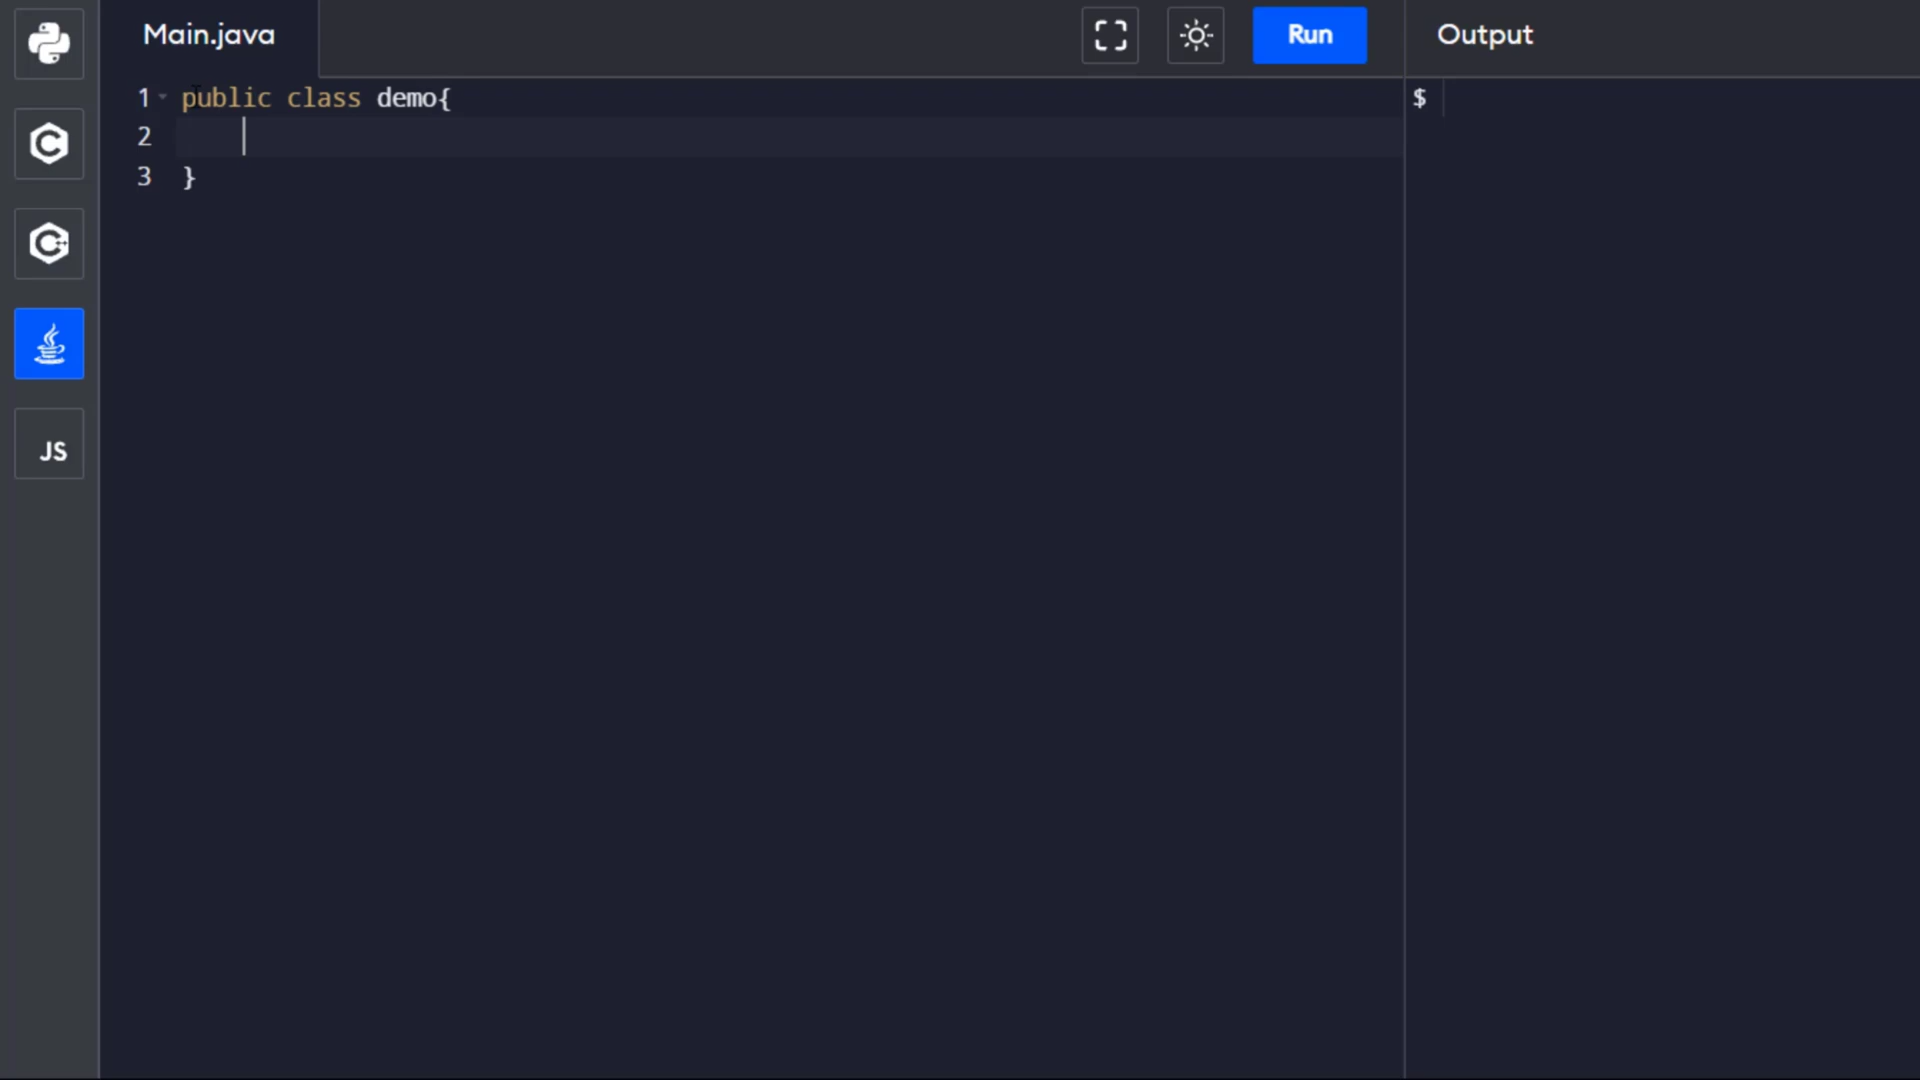 Main.java
Run
Output
1 public class demo{
2
3 }
$
C
C++
JS